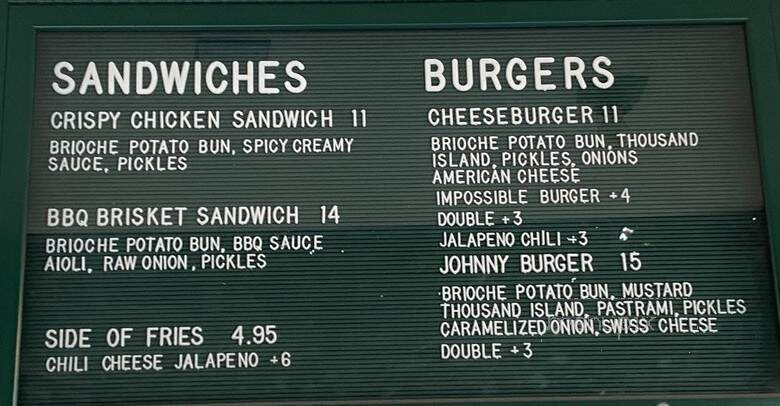 SANDWICHES
CRISPY CHICKEN SANDWICH 11
BRIOCHE POTATO BUN, SPICY CREAMY
SAUCE, PICKLES
BBQ BRISKET SANDWICH 14
BRIOCHE POTATO BUN, BBQ SAUCE
AIOLI, RAW ONION, PICKLES
SIDE OF FRIES 4.95
CHILI CHEESE JALAPENO +6
BURGERS
CHEESEBURGER 11
BRIOCHE POTATO BUN, THOUSAND
ISLAND, PICKLES, ONIONS
AMERICAN CHEESE
IMPOSSIBLE BURGER +4
DOUBLE +3
JALAPENO CHILI +3
JOHNNY BURGER 15
BRIOCHE POTATO BUN, MUSTARD
THOUSAND ISLAND, PASTRAMI, PICKLES
CARAMELIZED ONION, SWISS CHEESE
DOUBLE +3